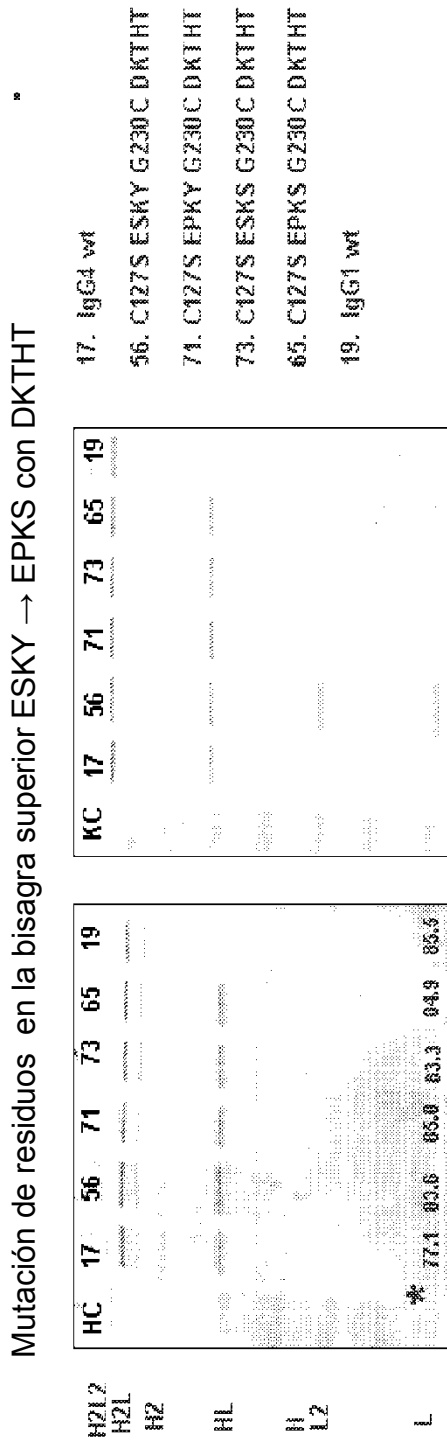 Mutación de residuos en la bisagra superior ESKY → EPKS con DKTHT
H2L2
H2L
H2
HL
H
L2
L
HC 17 56 71 73 65 19
* 77.1 83.6 85.0 83.3 84.9 85.5
KC 17 56 71 73 65 19
17. IgG4 wt
56. C127S ESKY G230C DKTHT
71. C127S EPKY G230C DKTHT
73. C127S ESKS G230C DKTHT
65. C127S EPKS G230C DKTHT
19. IgG1 wt